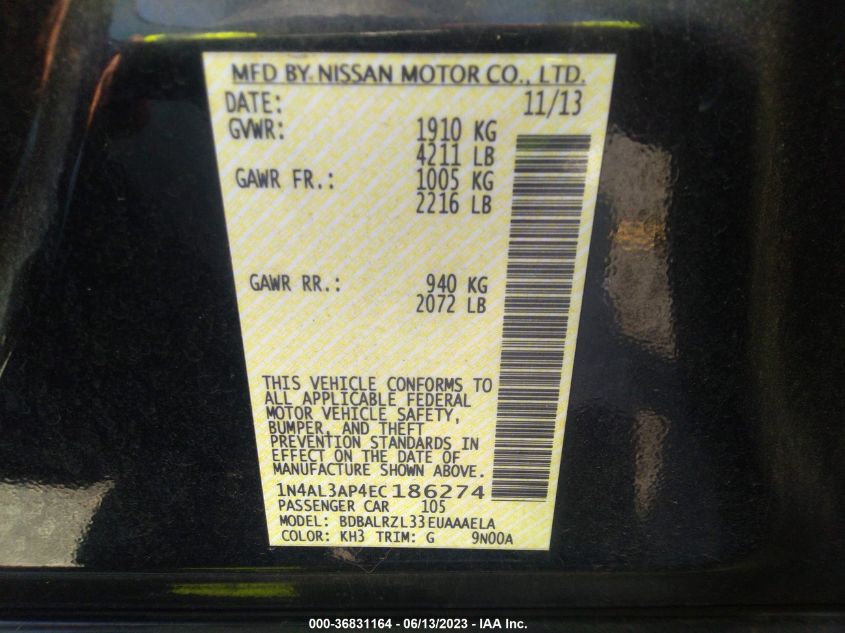 MFD BY NISSAN MOTOR CO., LTD.
DATE: 11/13
GVWR: 1910 KG
4211 LB
GAWR FR.: 1005 KG
2216 LB
GAWR RR.: 940 KG
2072 LB
THIS VEHICLE CONFORMS TO
ALL APPLICABLE FEDERAL
MOTOR VEHICLE SAFETY,
BUMPER, AND THEFT
PREVENTION STANDARDS IN
EFFECT ON THE DATE OF
MANUFACTURE SHOWN ABOVE.
1N4AL3AP4EC186274
PASSENGER CAR 105
MODEL: BDBALRZL33EUAAAELA
COLOR: KH3 TRIM: G 9N00A
000-36831164 - 06/13/2023 - IAA Inc.